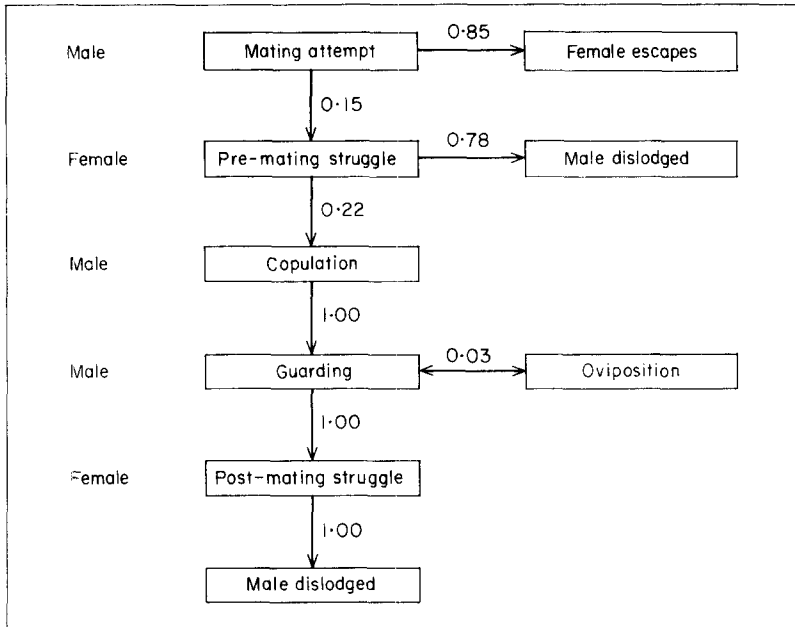 Male Mating attempt 0·85 Female escapes
0·15
Female Pre-mating struggle 0·78 Male dislodged
0·22
Male Copulation
1·00
Male Guarding 0·03 Oviposition
1·00
Female Post-mating struggle
1·00
Male dislodged